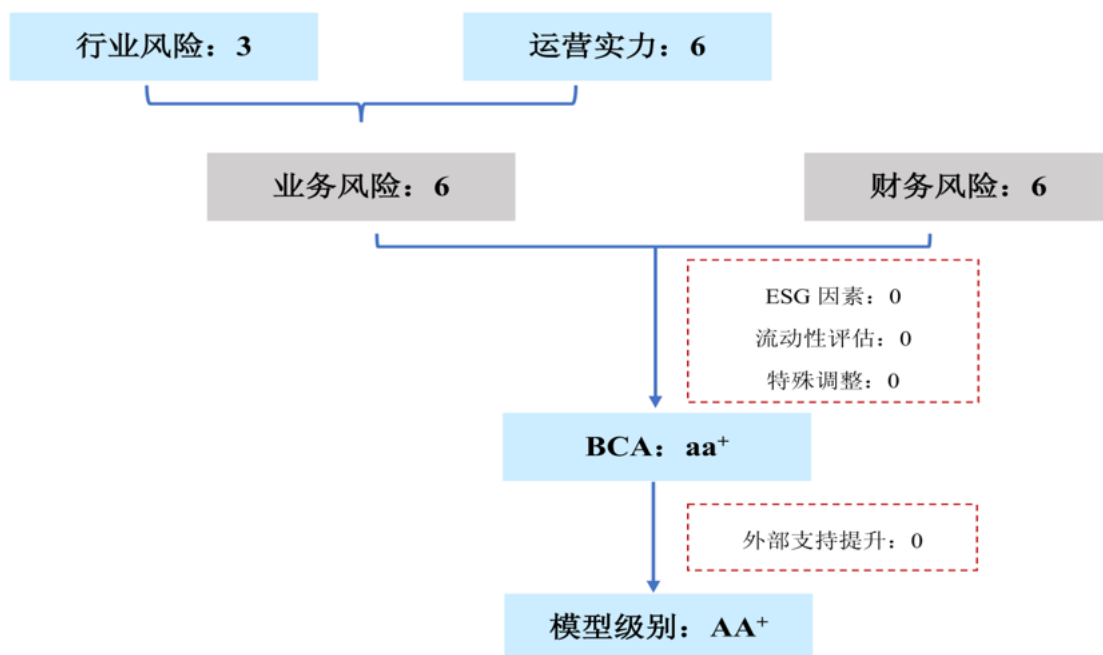 行业风险：3
运营实力：6
业务风险：6
财务风险：6
ESG 因素：0
流动性评估：0
特殊调整：0
BCA：aa⁺
外部支持提升：0
模型级别：AA⁺